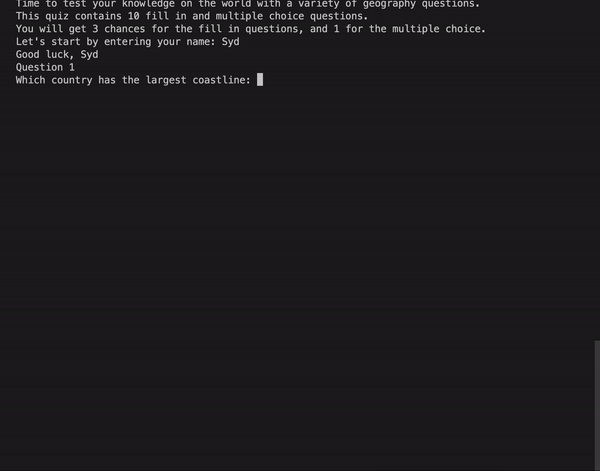 Time to test your knowledge on the world with a variety of geography questions.
This quiz contains 10 fill in and multiple choice questions.
You will get 3 chances for the fill in questions, and 1 for the multiple choice.
Let's start by entering your name: Syd
Good luck, Syd
Question 1
Which country has the largest coastline: